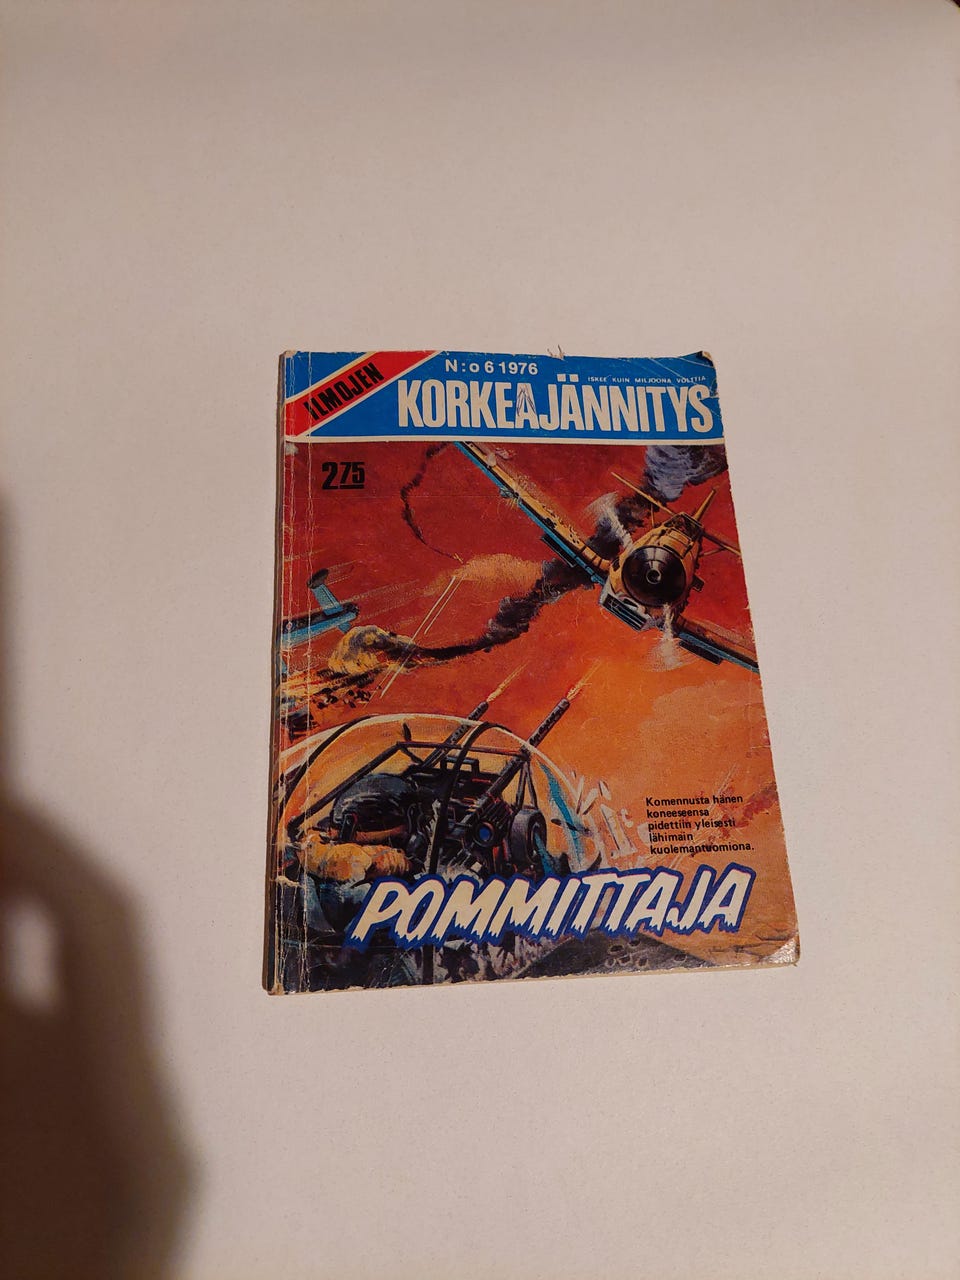 ILMOJEN
N:o 6 1976
ISKEE KUIN MILJOONA VOLTTIA
KORKEAJÄNNITYS
2.75
Komennusta hänen
koneeseensa
pidettiin yleisesti
lähimain
kuolemantuomiona.
POMMITTAJA